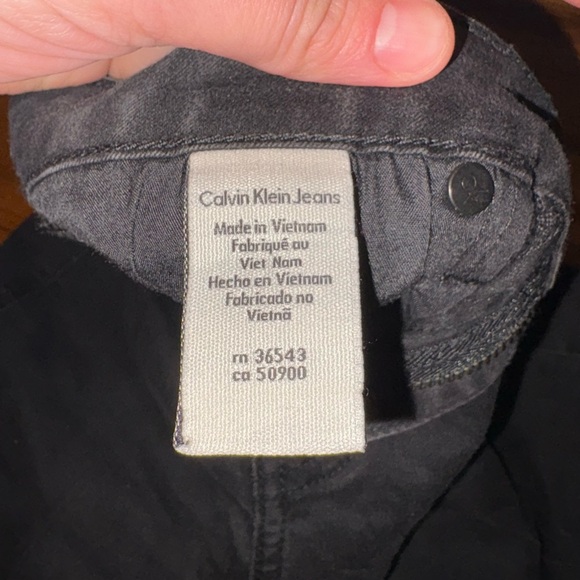 Calvin Klein Jeans
Made in Vietnam
Fabriqué au
Viet Nam
Hecho en Vietnam
Fabricado no
Vietnã
rn 36543
ca 50900